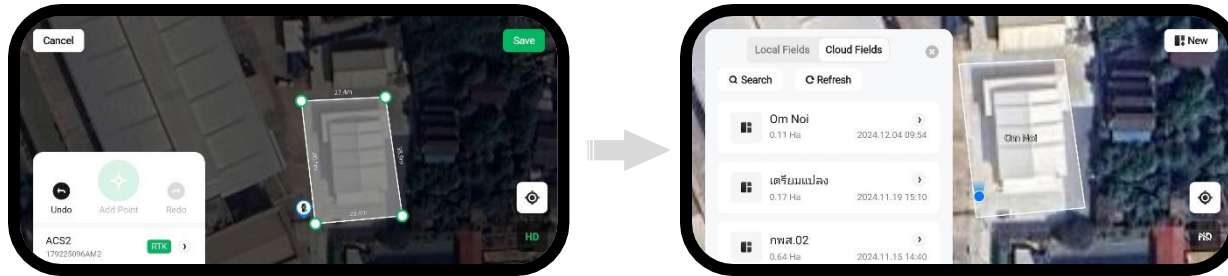 Cancel
Save
27.4m
Undo
Add Point
Redo
ACS2
179225096AM2
RTK
HD
Local Fields
Cloud Fields
Search
Refresh
New
Om Noi
0.11 Ha
2024.12.04 09:54
เตรียมแปลง
0.17 Ha
2024.11.19 15:10
กพส.02
0.64 Ha
2024.11.15 14:40
Om Noi
HD